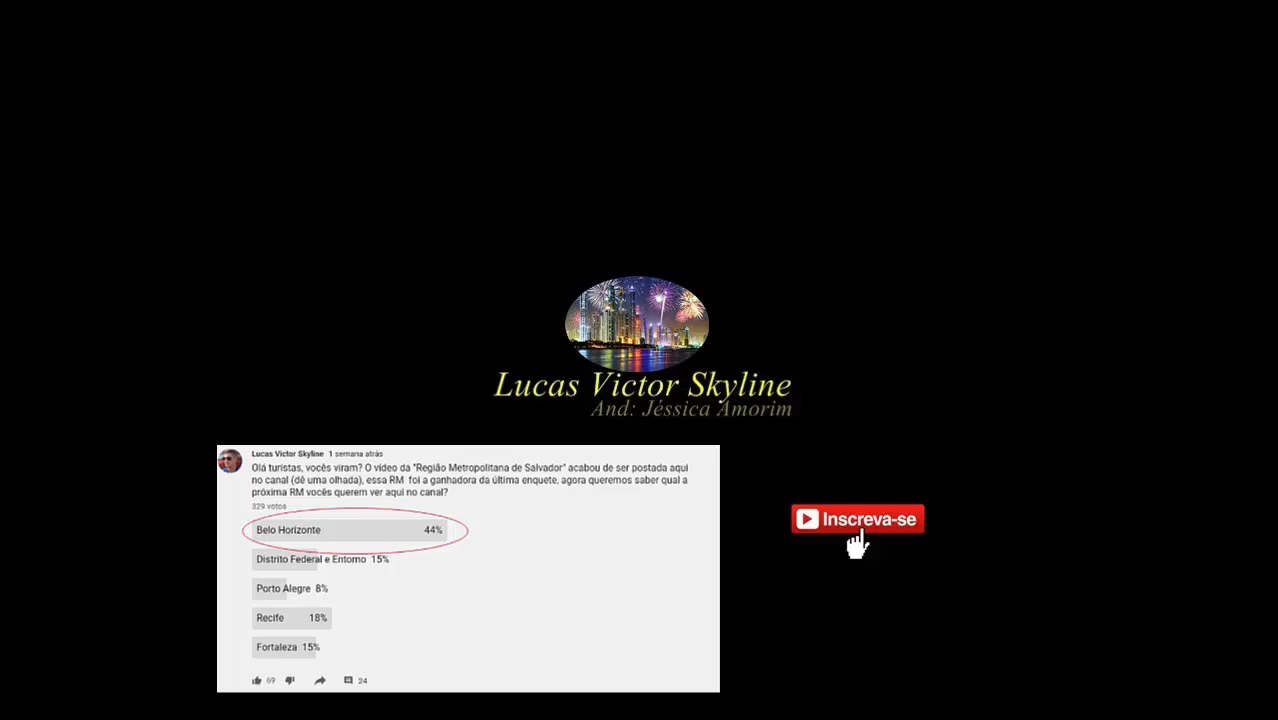 Lucas Victor Skyline
And: Jéssica Amorim
Lucas Victor Skyline 1 semana atrás
Olá turistas, vocês viram? O vídeo da "Região Metropolitana de Salvador" acabou de ser postada aqui
no canal (dê uma olhada), essa RM foi a ganhadora da última enquete, agora queremos saber qual a
próxima RM vocês querem ver aqui no canal?
329 votos
Belo Horizonte 44%
Distrito Federal e Entorno 15%
Porto Alegre 8%
Recife 18%
Fortaleza 15%
69 24
Inscreva-se